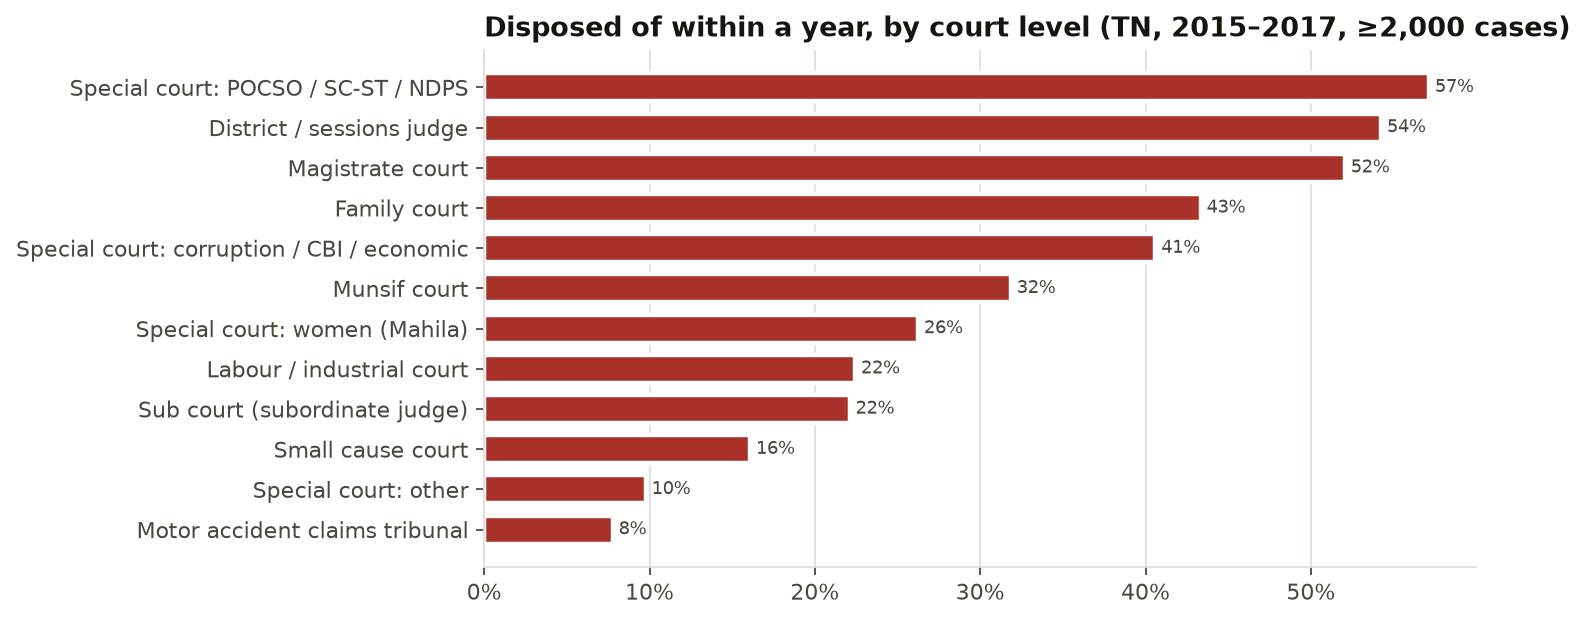 Disposed of within a year, by court level (TN, 2015–2017, ≥2,000 cases)
Special court: POCSO / SC-ST / NDPS 57%
District / sessions judge 54%
Magistrate court 52%
Family court 43%
Special court: corruption / CBI / economic 41%
Munsif court 32%
Special court: women (Mahila) 26%
Labour / industrial court 22%
Sub court (subordinate judge) 22%
Small cause court 16%
Special court: other 10%
Motor accident claims tribunal 8%
0% 10% 20% 30% 40% 50%